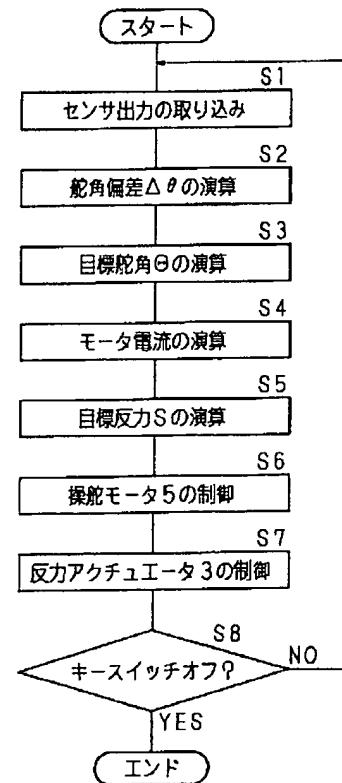 スタート
S1
センサ出力の取り込み
S2
舵角偏差Δθの演算
S3
目標舵角Θの演算
S4
モータ電流の演算
S5
目標反力Sの演算
S6
操舵モータ5の制御
S7
反力アクチュエータ3の制御
S8
キースイッチオフ?
NO
YES
エンド